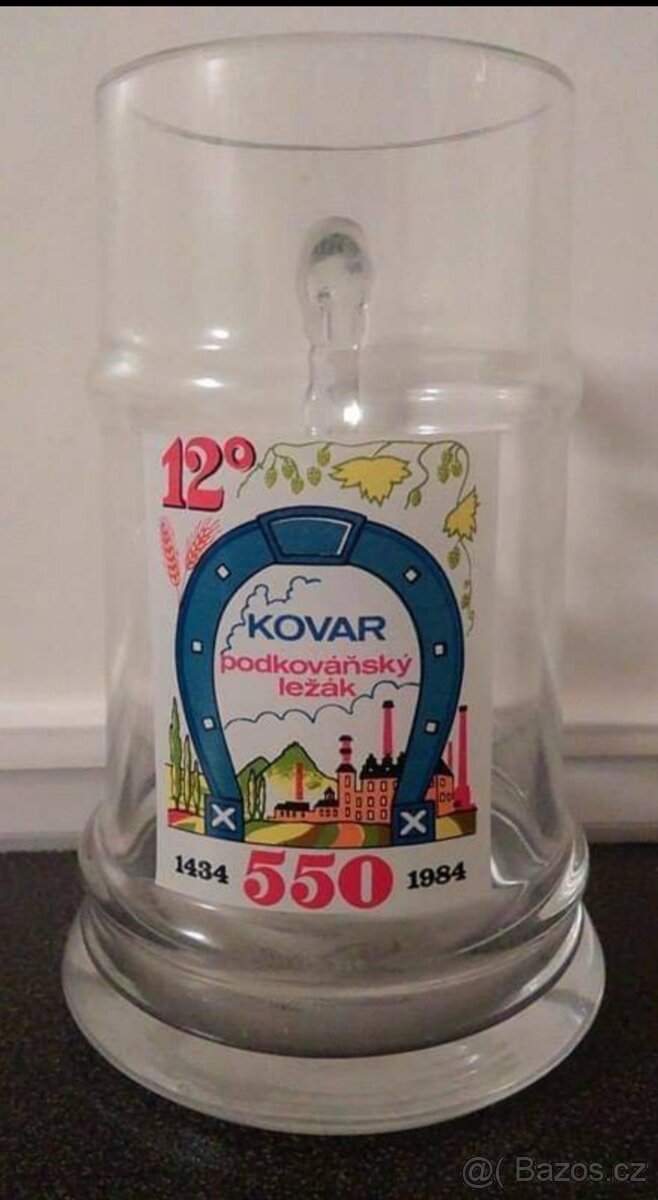 12°
KOVAR
podkováňský
ležák
1434 550 1984
@( Bazos.cz